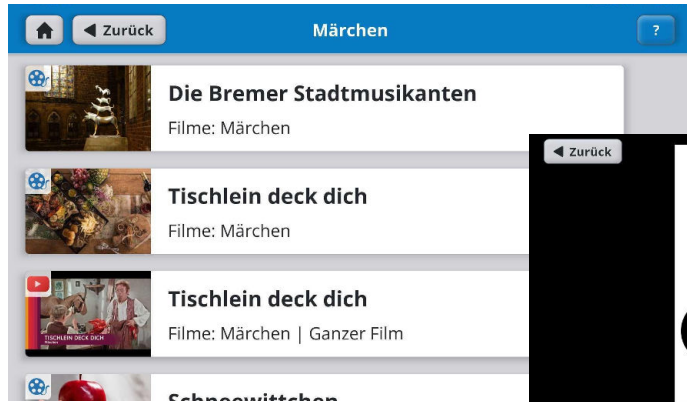 Zurück
Märchen
?
Die Bremer Stadtmusikanten
Filme: Märchen
Zurück
Tischlein deck dich
Filme: Märchen
Tischlein deck dich
Filme: Märchen | Ganzer Film
TISCHLEIN DECK DICH
Schneewittchen